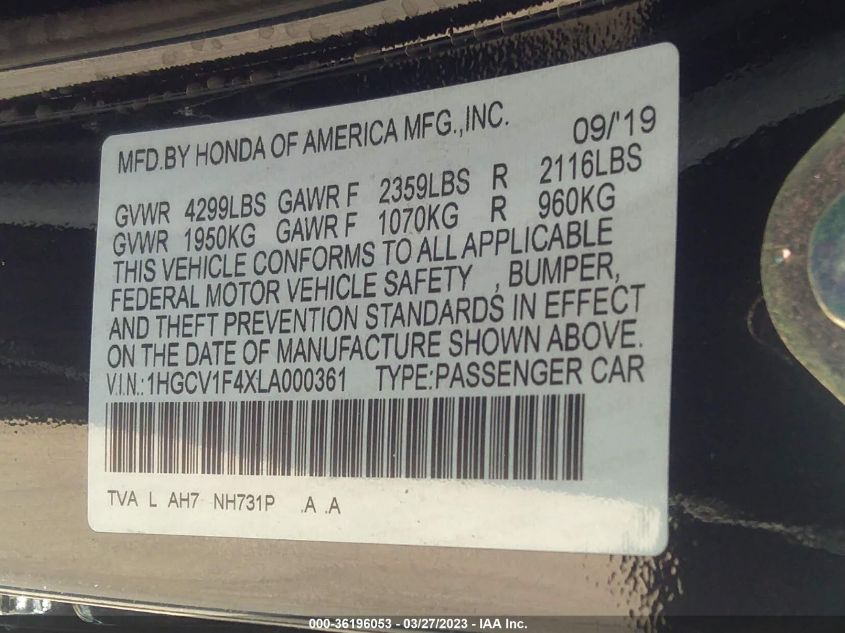 MFD.BY HONDA OF AMERICA MFG.,INC. 09/'19
GVWR 4299LBS GAWR F 2359LBS R 2116LBS
GVWR 1950KG GAWR F 1070KG R 960KG
THIS VEHICLE CONFORMS TO ALL APPLICABLE
FEDERAL MOTOR VEHICLE SAFETY , BUMPER,
AND THEFT PREVENTION STANDARDS IN EFFECT
ON THE DATE OF MANUFACTURE SHOWN ABOVE.
V.I.N.:1HGCV1F4XLA000361 TYPE:PASSENGER CAR
TVA L AH7 NH731P .A .A
000-36196053 - 03/27/2023 - IAA Inc.